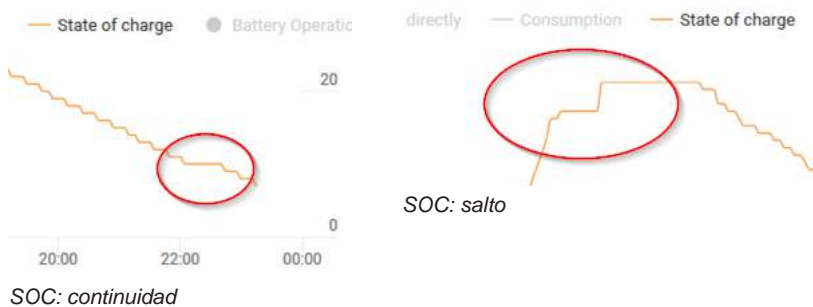 State of charge Battery Operatio
20
0
20:00 22:00 00:00
SOC: continuidad
directly Consumption State of charge
SOC: salto